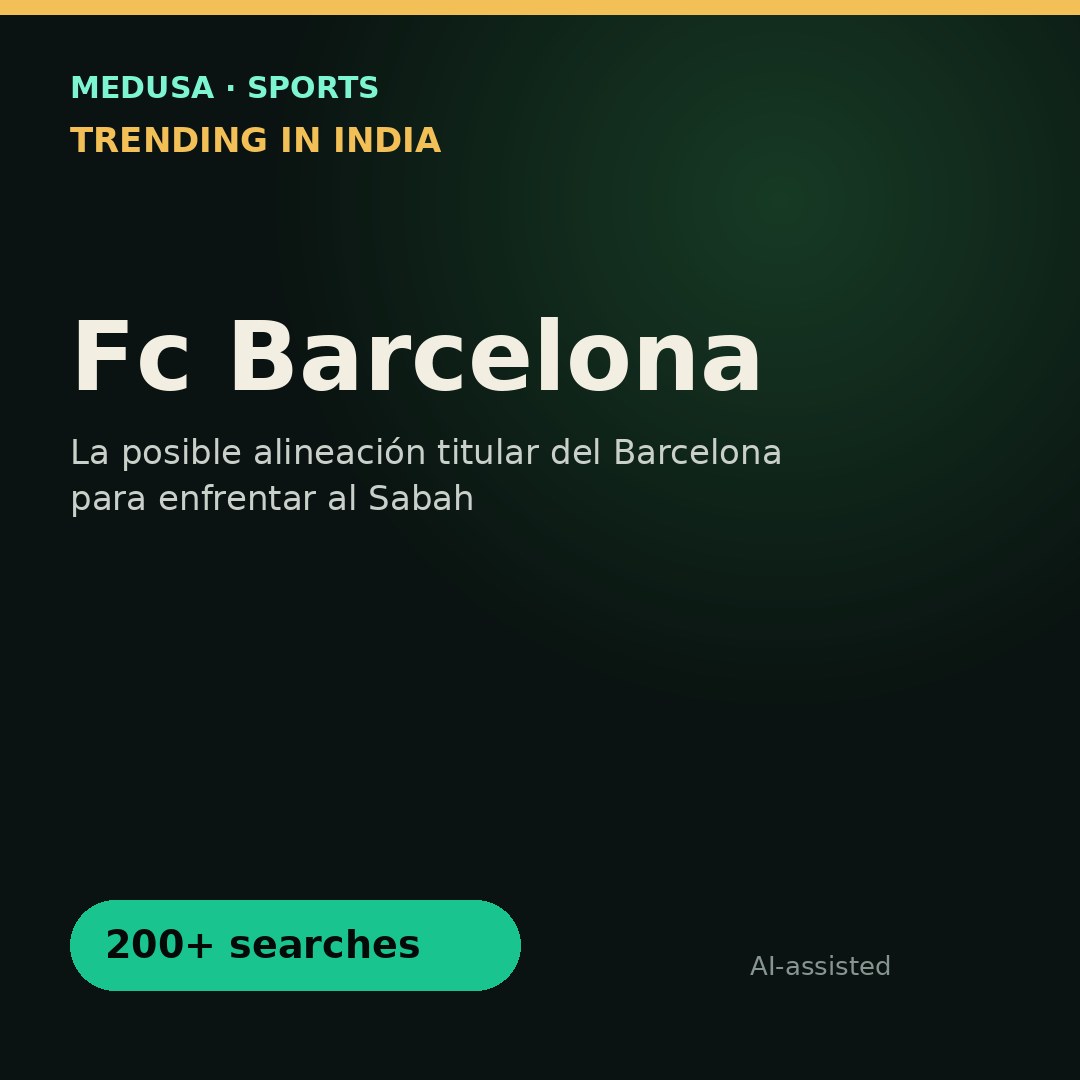 MEDUSA · SPORTS
TRENDING IN INDIA
Fc Barcelona
La posible alineación titular del Barcelona
para enfrentar al Sabah
200+ searches
AI-assisted